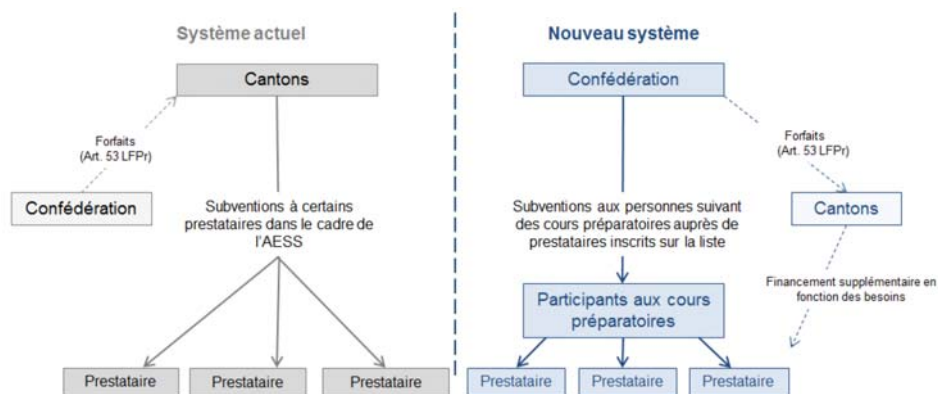 Système actuel
Cantons
Forfaits
(Art. 53 LFPr)
Confédération
Subventions à certains
prestataires dans le cadre de
l'AESS
Prestataire
Prestataire
Prestataire
Nouveau système
Confédération
Forfaits
(Art. 53 LFPr)
Subventions aux personnes suivant
des cours préparatoires auprès de
prestataires inscrits sur la liste
Cantons
Financement supplémentaire en
fonction des besoins
Participants aux cours
préparatoires
Prestataire
Prestataire
Prestataire